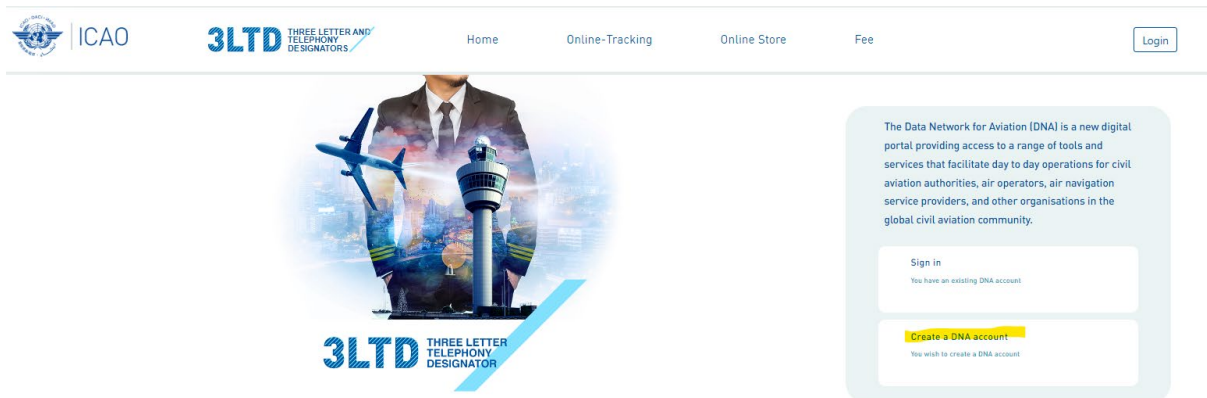 ICAO
3LTD THREE LETTER AND
TELEPHONY
DESIGNATORS
Home Online-Tracking Online Store Fee Login
The Data Network for Aviation (DNA) is a new digital
portal providing access to a range of tools and
services that facilitate day to day operations for civil
aviation authorities, air operators, air navigation
service providers, and other organisations in the
global civil aviation community.
Sign in
You have an existing DNA account
Create a DNA account
You wish to create a DNA account
3LTD THREE LETTER
TELEPHONY
DESIGNATOR